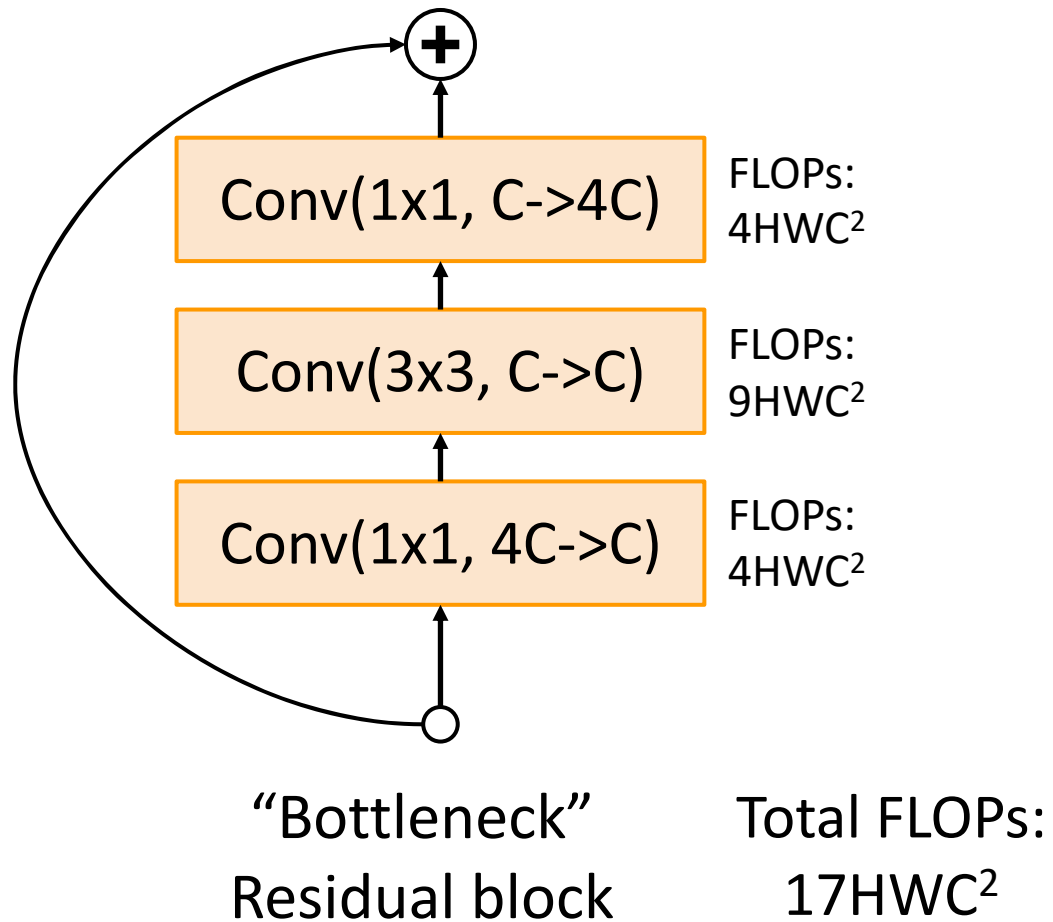 +
Conv(1x1, C->4C)
FLOPs:
4HWC²
Conv(3x3, C->C)
FLOPs:
9HWC²
Conv(1x1, 4C->C)
FLOPs:
4HWC²
“Bottleneck”
Residual block
Total FLOPs:
17HWC²